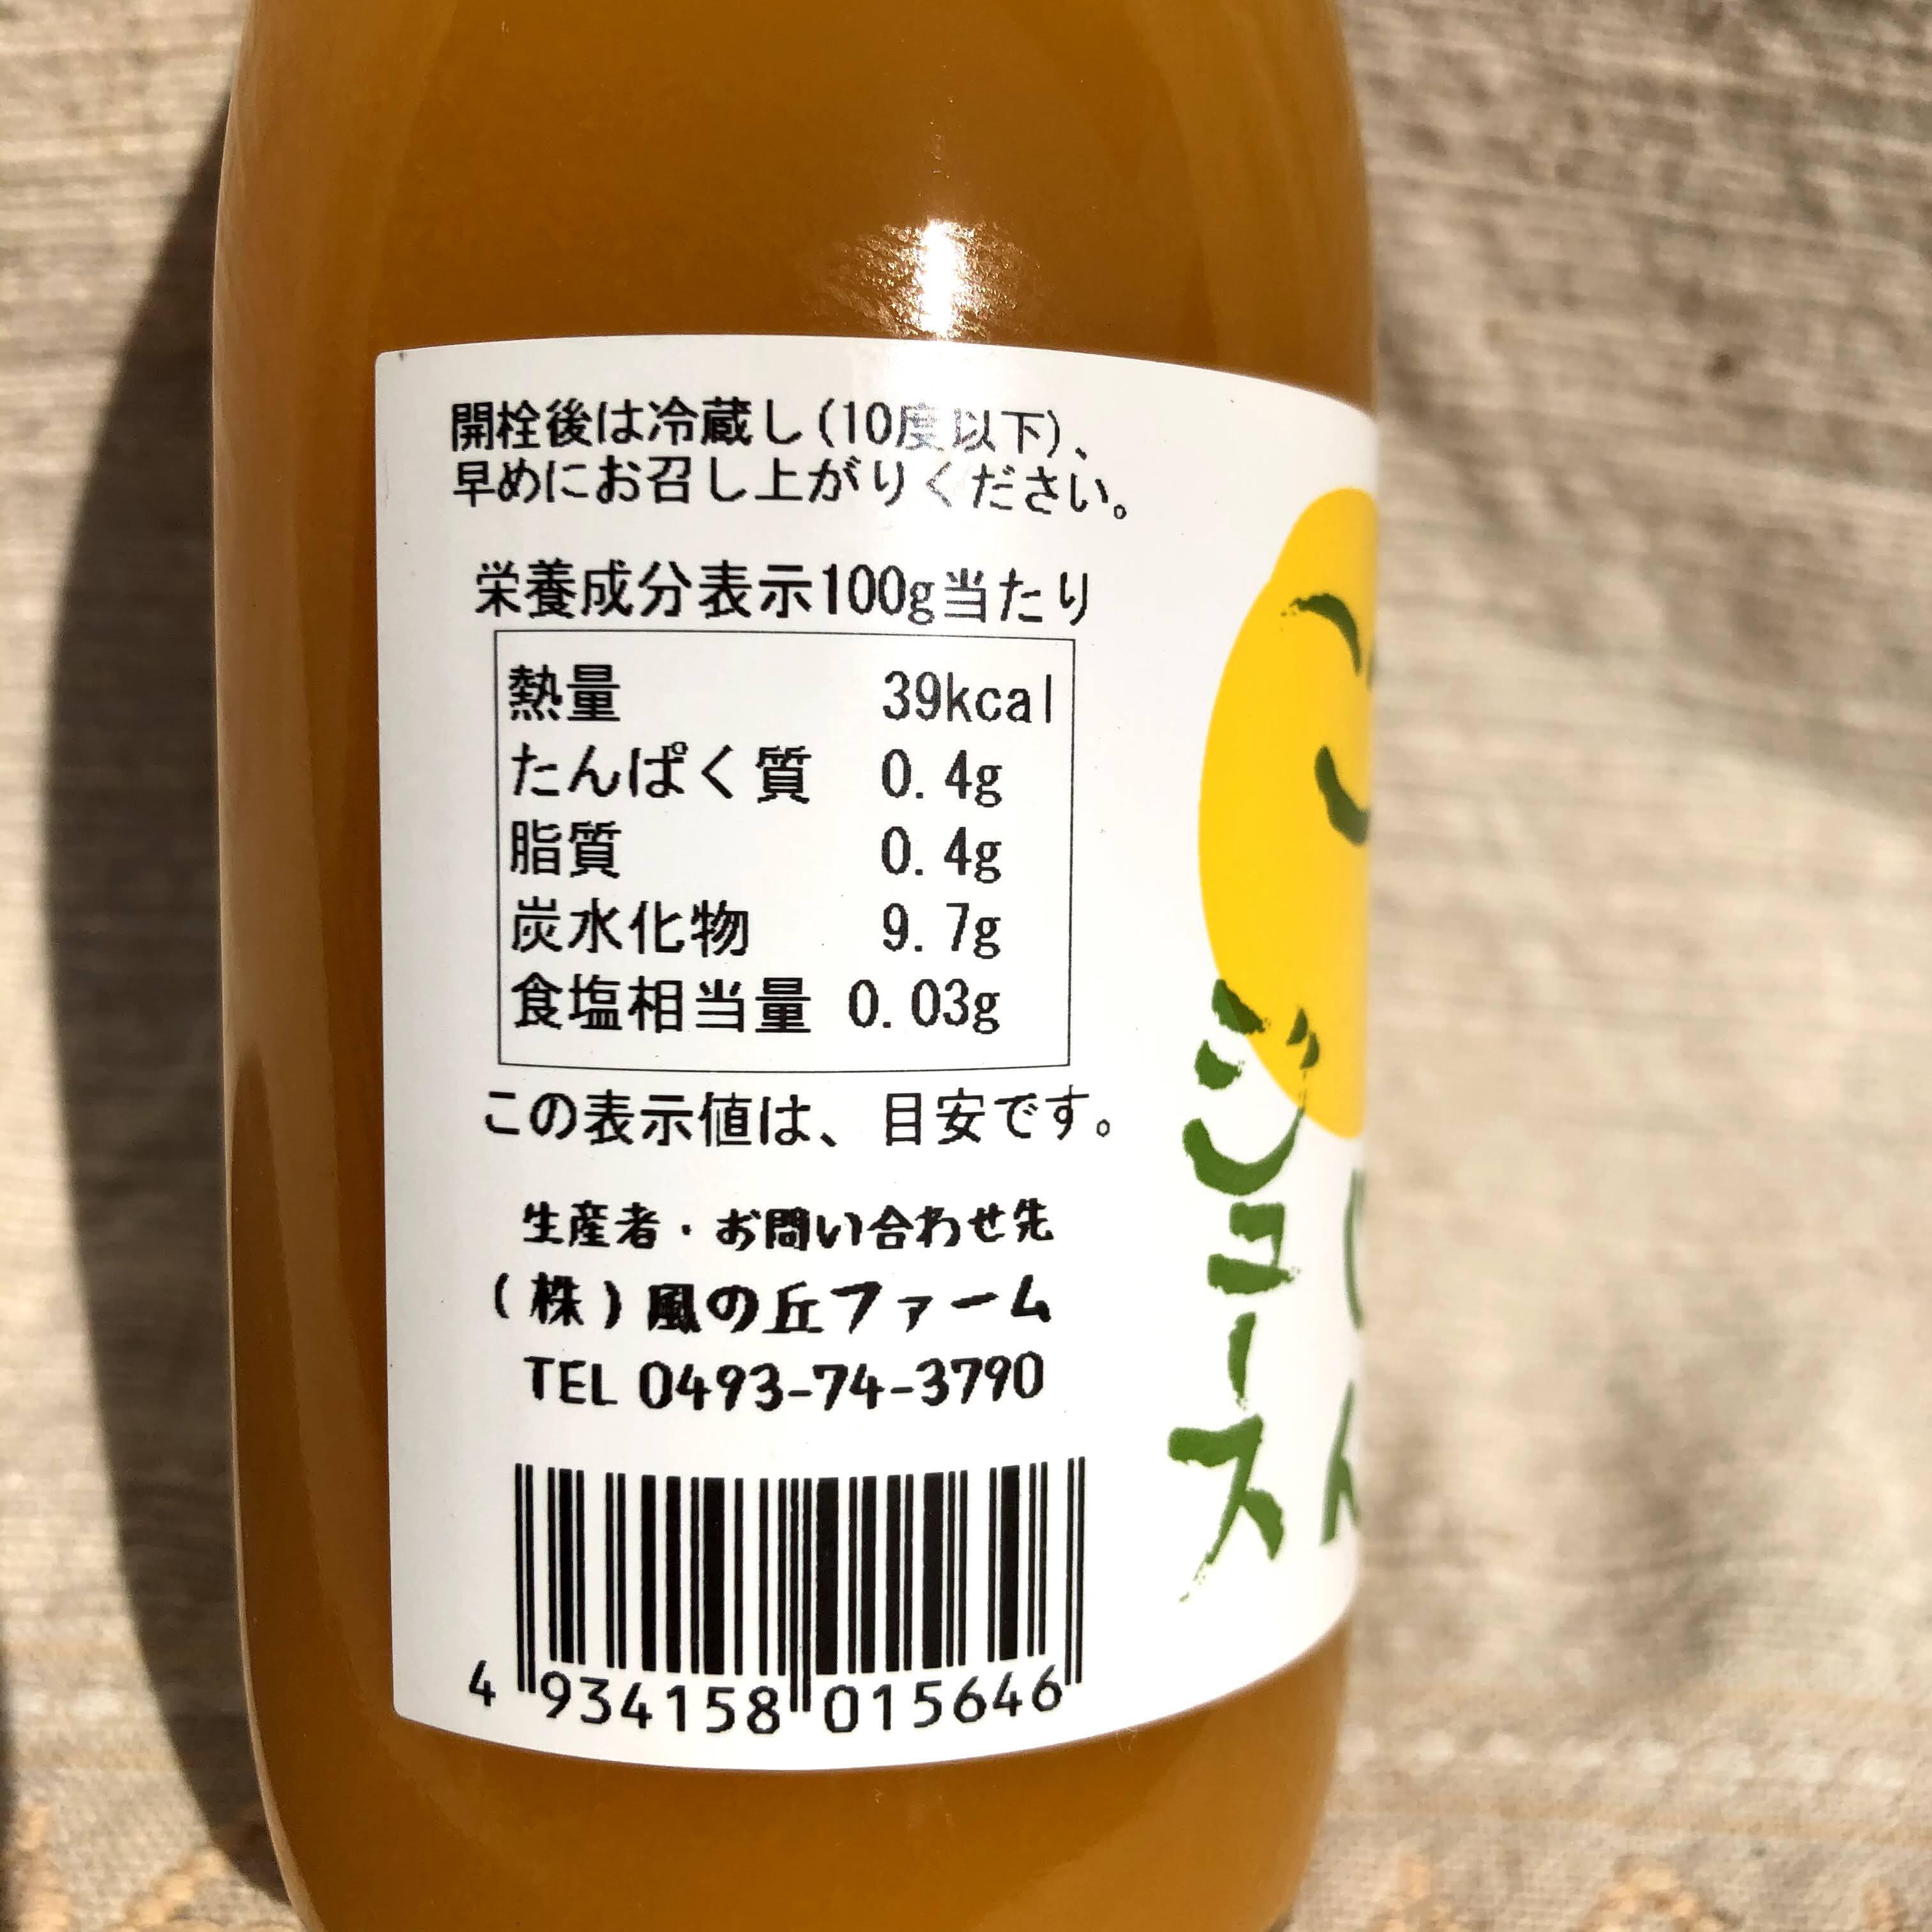 開栓後は冷蔵し(10度以下)、
早めにお召し上がりください。
栄養成分表示100g当たり
熱量 39kcal
たんぱく質 0.4g
脂質 0.4g
炭水化物 9.7g
食塩相当量 0.03g
この表示値は、目安です。
生産者・お問い合わせ先
(株)風の丘ファーム
TEL 0493-74-3790
4 934158 015646
ジュース